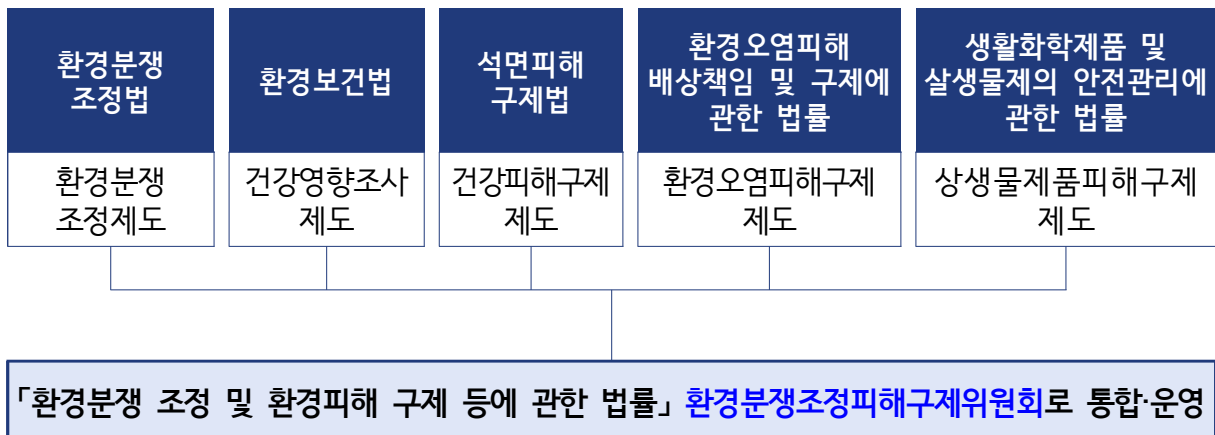 환경분쟁
조정법
환경보건법
석면피해
구제법
환경오염피해
배상책임 및 구제에
관한 법률
생활화학제품 및
살생물제의 안전관리에
관한 법률
환경분쟁
조정제도
건강영향조사
제도
건강피해구제
제도
환경오염피해구제
제도
상생물제품피해구제
제도
「환경분쟁 조정 및 환경피해 구제 등에 관한 법률」 환경분쟁조정피해구제위원회로 통합·운영